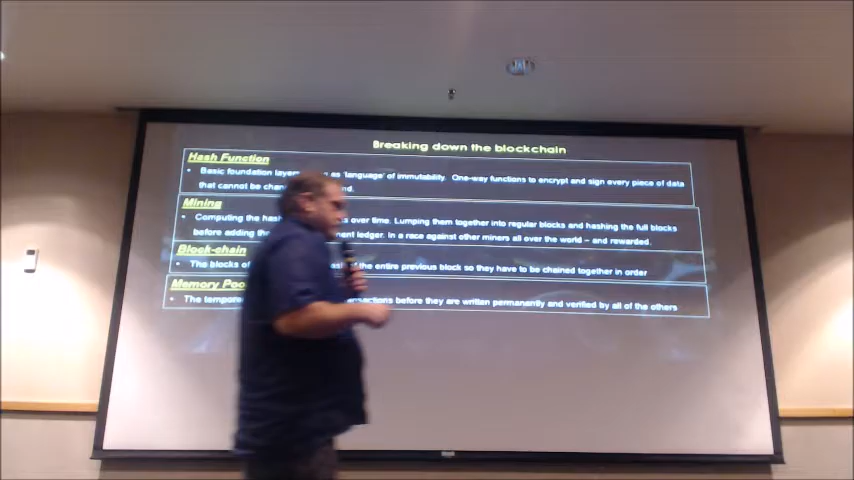 Breaking down the blockchain
Hash Function
• Basic foundation layer as 'language' of immutability. One-way functions to encrypt and sign every piece of data
that cannot be
Mining
• Computing the over time. Lumping them together into regular blocks and hashing the full blocks
before adding ledger. In a race against other miners all over the world – and rewarded.
Block-chain
• The blocks of the entire previous block so they have to be chained together in order
Memory
• The before they are written permanantly and verified by all of the others